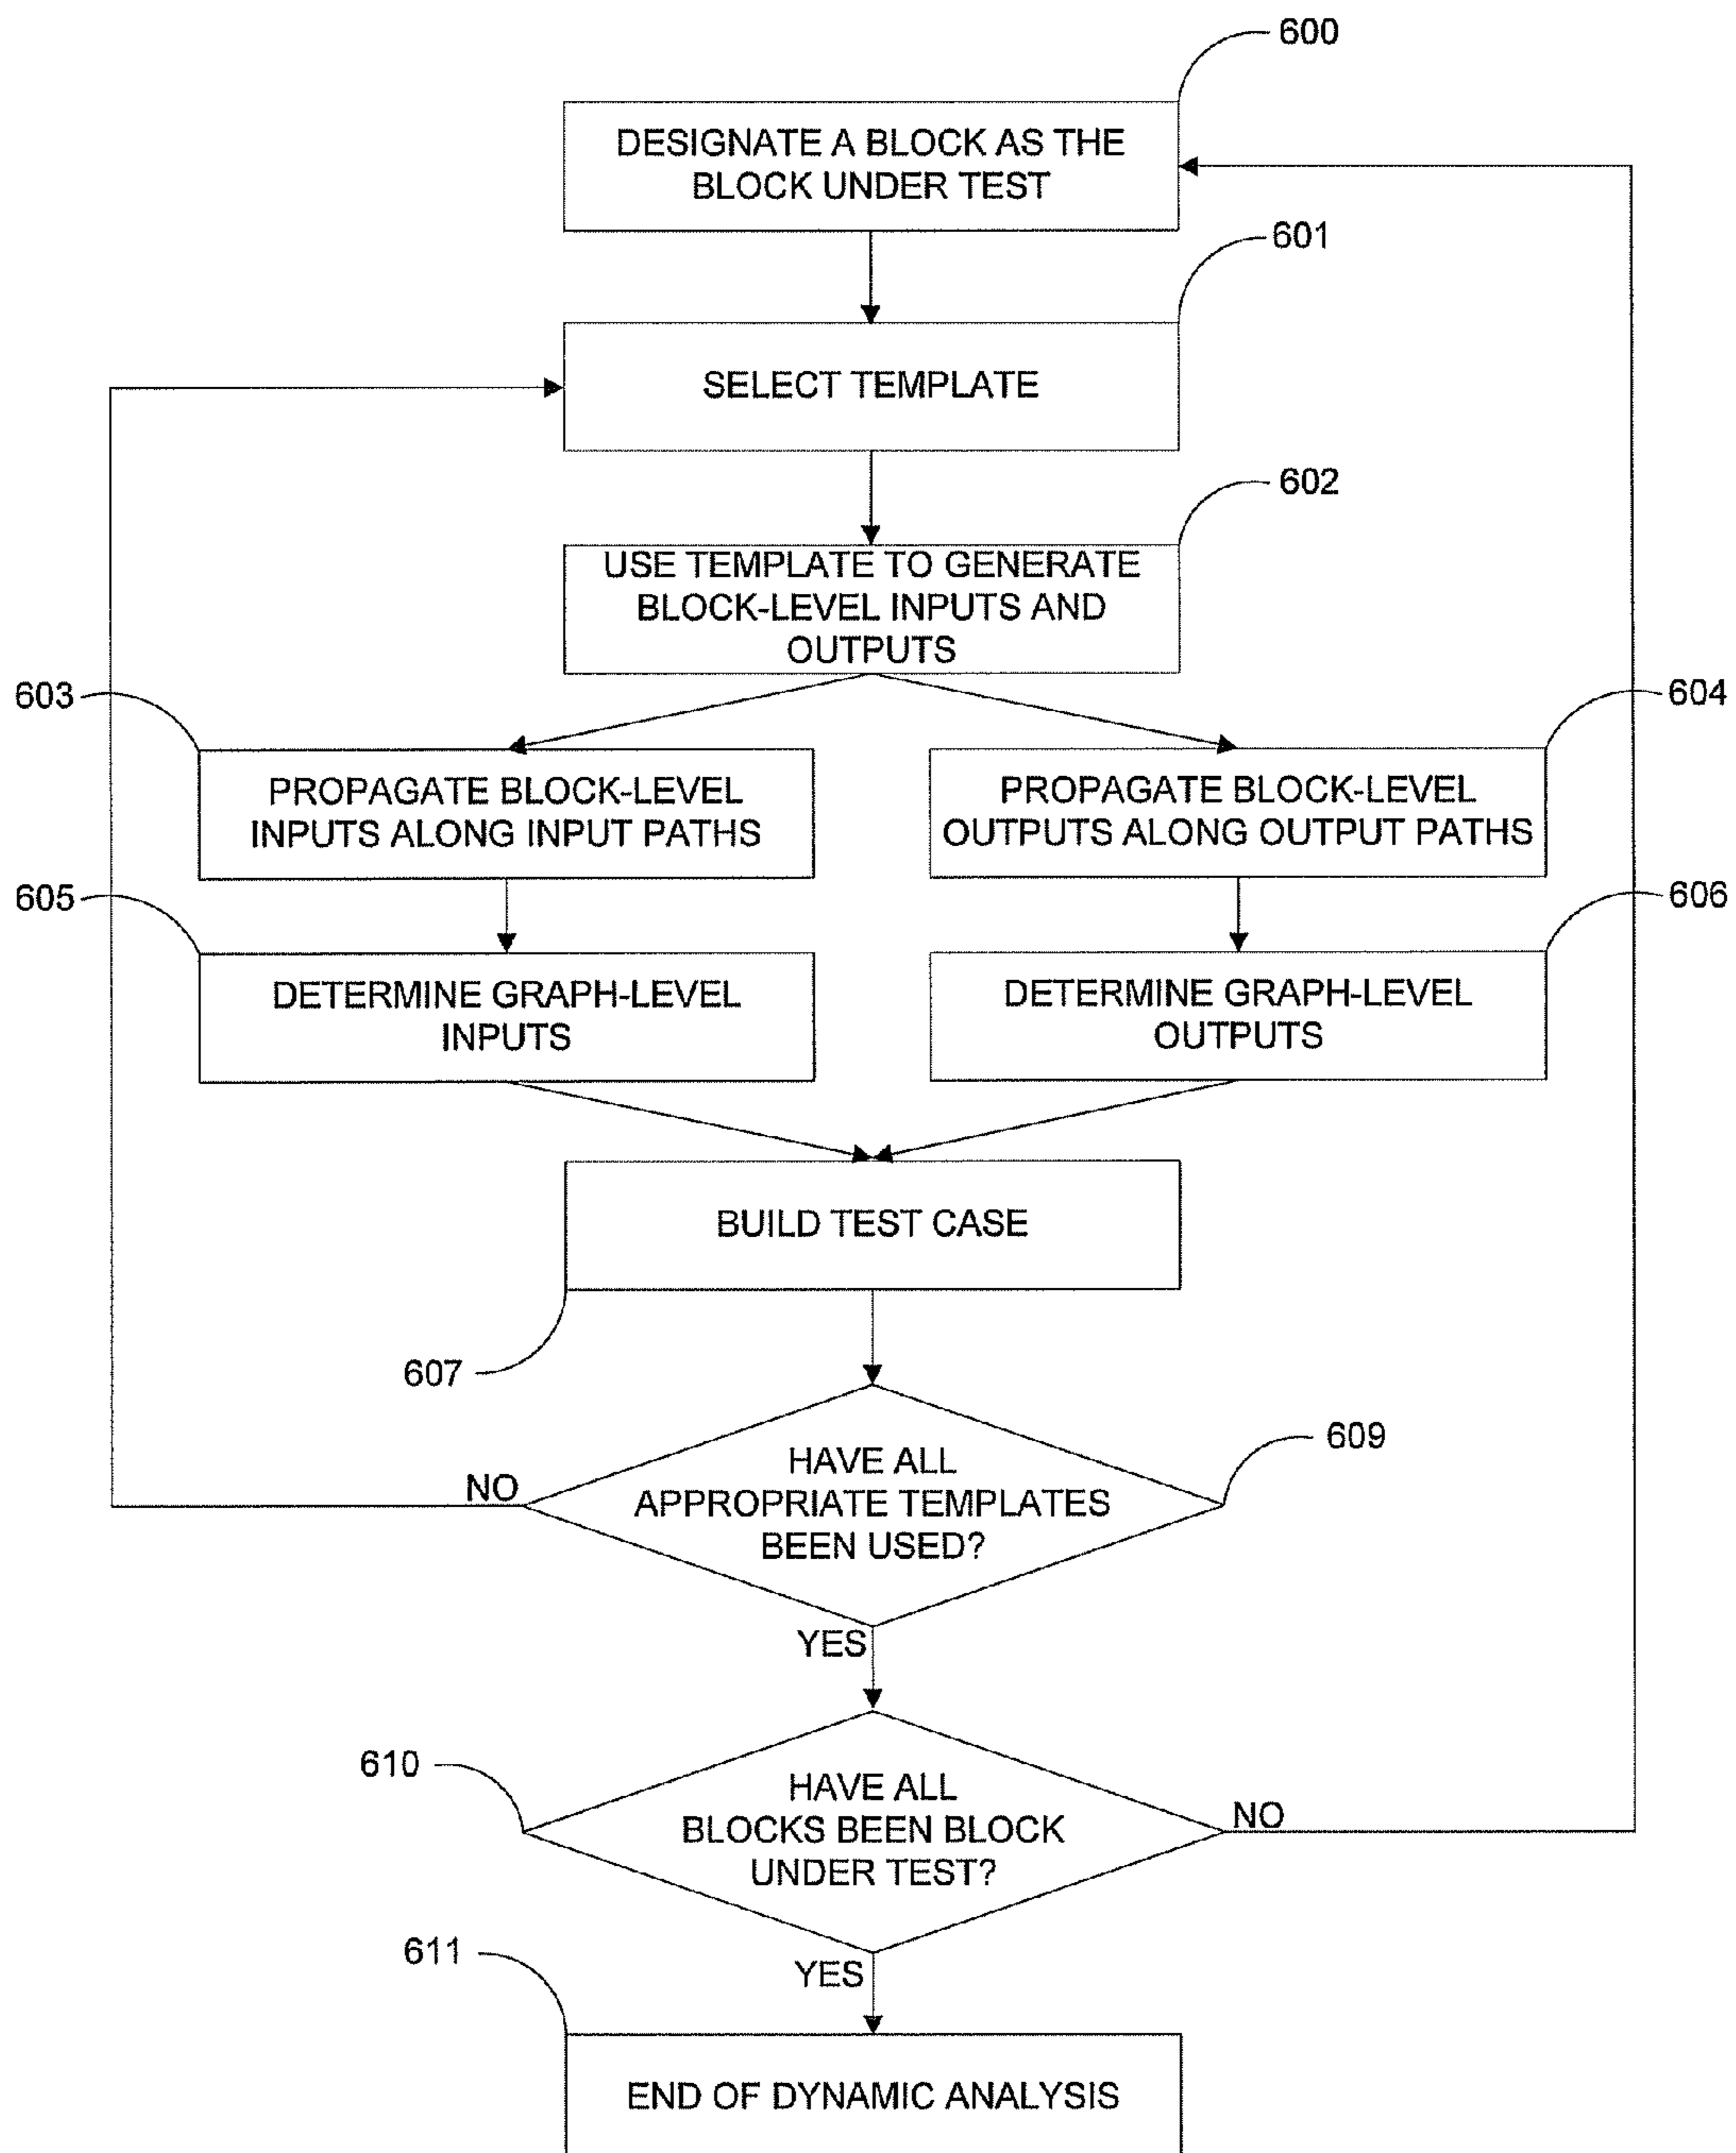 600
DESIGNATE A BLOCK AS THE
BLOCK UNDER TEST
601
SELECT TEMPLATE
602
USE TEMPLATE TO GENERATE
BLOCK-LEVEL INPUTS AND
OUTPUTS
603
604
PROPAGATE BLOCK-LEVEL
INPUTS ALONG INPUT PATHS
PROPAGATE BLOCK-LEVEL
OUTPUTS ALONG OUTPUT PATHS
605
606
DETERMINE GRAPH-LEVEL
INPUTS
DETERMINE GRAPH-LEVEL
OUTPUTS
BUILD TEST CASE
607
609
HAVE ALL
APPROPRIATE TEMPLATES
BEEN USED?
NO
YES
610
HAVE ALL
BLOCKS BEEN BLOCK
UNDER TEST?
NO
YES
611
END OF DYNAMIC ANALYSIS